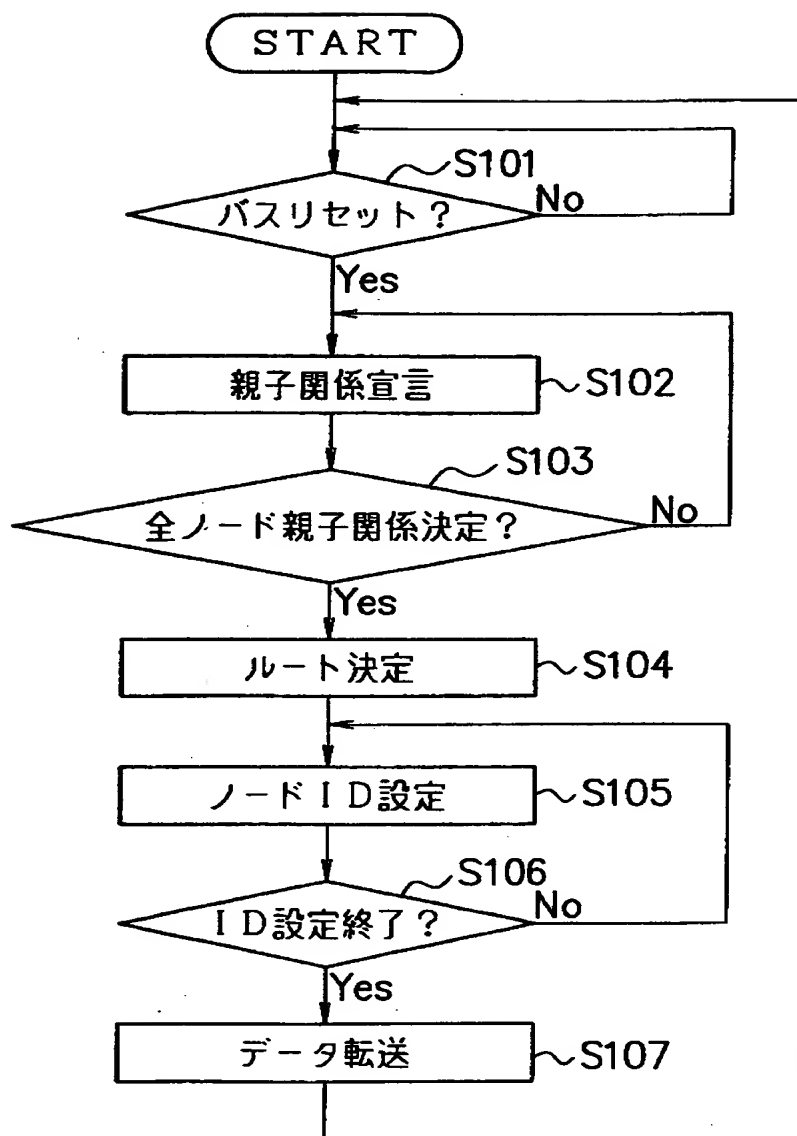 START
S101
バスリセット?
No
Yes
親子関係宣言
S102
S103
全ノード親子関係決定?
No
Yes
ルート決定
S104
ノードID設定
S105
S106
ID設定終了?
No
Yes
データ転送
S107